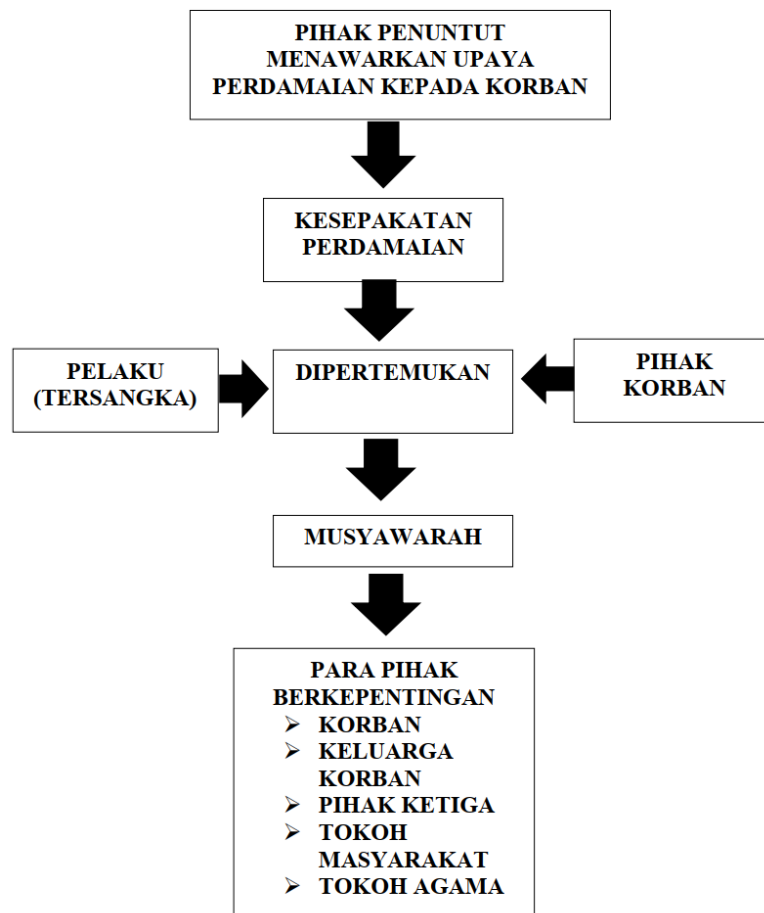 PIHAK PENUNTUT
MENAWARKAN UPAYA
PERDAMAIAN KEPADA KORBAN
KESEPAKATAN
PERDAMAIAN
PELAKU
(TERSANGKA)
DIPERTEMUKAN
PIHAK
KORBAN
MUSYAWARAH
PARA PIHAK
BERKEPENTINGAN
➢ KORBAN
➢ KELUARGA
KORBAN
➢ PIHAK KETIGA
➢ TOKOH
MASYARAKAT
➢ TOKOH AGAMA